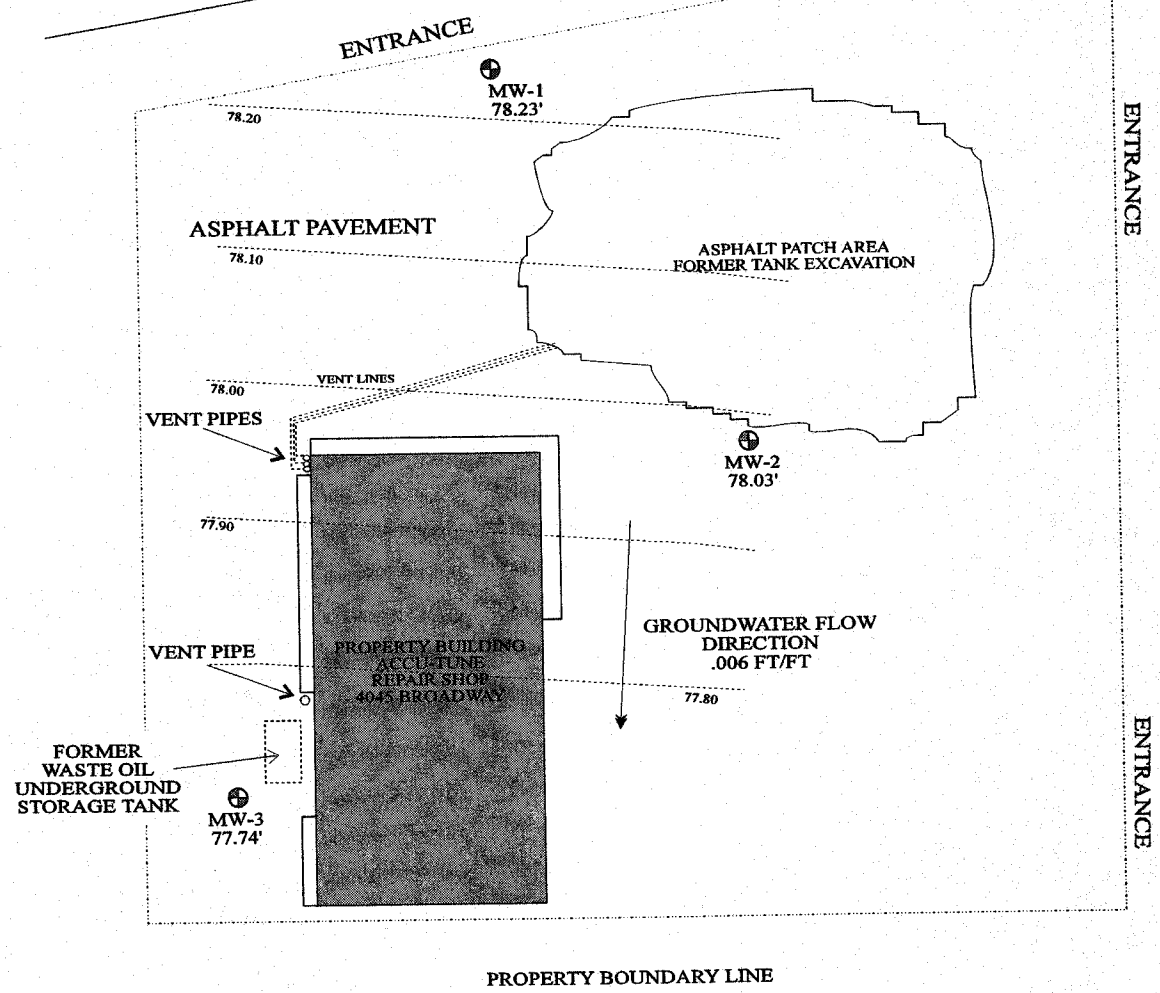 ENTRANCE
MW-1
78.23'
78.20
ENTRANCE
ASPHALT PAVEMENT
78.10
ASPHALT PATCH AREA
FORMER TANK EXCAVATION
78.00
VENT LINES
VENT PIPES
MW-2
78.03'
77.90
GROUNDWATER FLOW
DIRECTION
.006 FT/FT
VENT PIPE
PROPERTY BUILDING
ACCU-TUNE
REPAIR SHOP
4045 BROADWAY
77.80
FORMER
WASTE OIL
UNDERGROUND
STORAGE TANK
MW-3
77.74'
ENTRANCE
PROPERTY BOUNDARY LINE